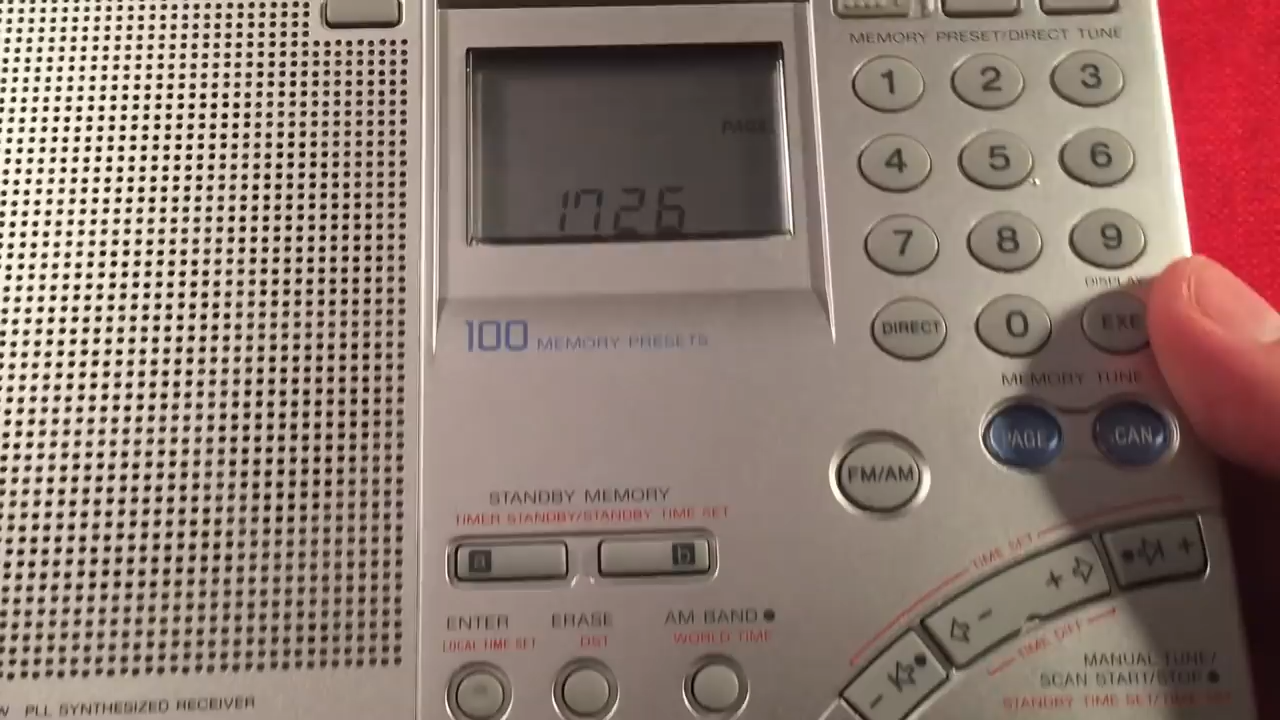 MEMORY PRESET/DIRECT TUNE
1 2 3
PAGE
4 5 6
1726
7 8 9
DISPLAY
DIRECT 0 EXE
100 MEMORY PRESETS
MEMORY TUNE
PAGE SCAN
FM/AM
STANDBY MEMORY
TIMER STANDBY/STANDBY TIME SET
a b
TIME SET
+
- +
-
TIME DIFF
ENTER ERASE AM BAND ●
LOCAL TIME SET DST WORLD TIME
MANUAL TUNE/
SCAN START/STOP ●
STANDBY TIME SET/TIME
PLL SYNTHESIZED RECEIVER